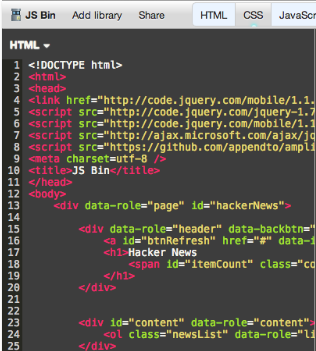 JS Bin Add library Share HTML CSS JavaScr
HTML
1 <!DOCTYPE html>
2 <html>
3 <head>
4 <link href="http://code.jquery.com/mobile/1.1.
5 <script src="http://code.jquery.com/jquery-1.7
6 <script src="http://code.jquery.com/mobile/1.1
7 <script src="http://ajax.microsoft.com/ajax/jq
8 <script src="https://github.com/appendto/ampli
9 <meta charset=utf-8 />
10 <title>JS Bin</title>
11 </head>
12 <body>
13 <div data-role="page" id="hackerNews">
14
15 <div data-role="header" data-backbtn="
16 <a id="btnRefresh" href="#" data-i
17 <h1>Hacker News
18 <span id="itemCount" class="co
19 </h1>
20 </div>
21
22
23 <div id="content" data-role="content">
24 <ol class="newsList" data-role="li
25 </div>